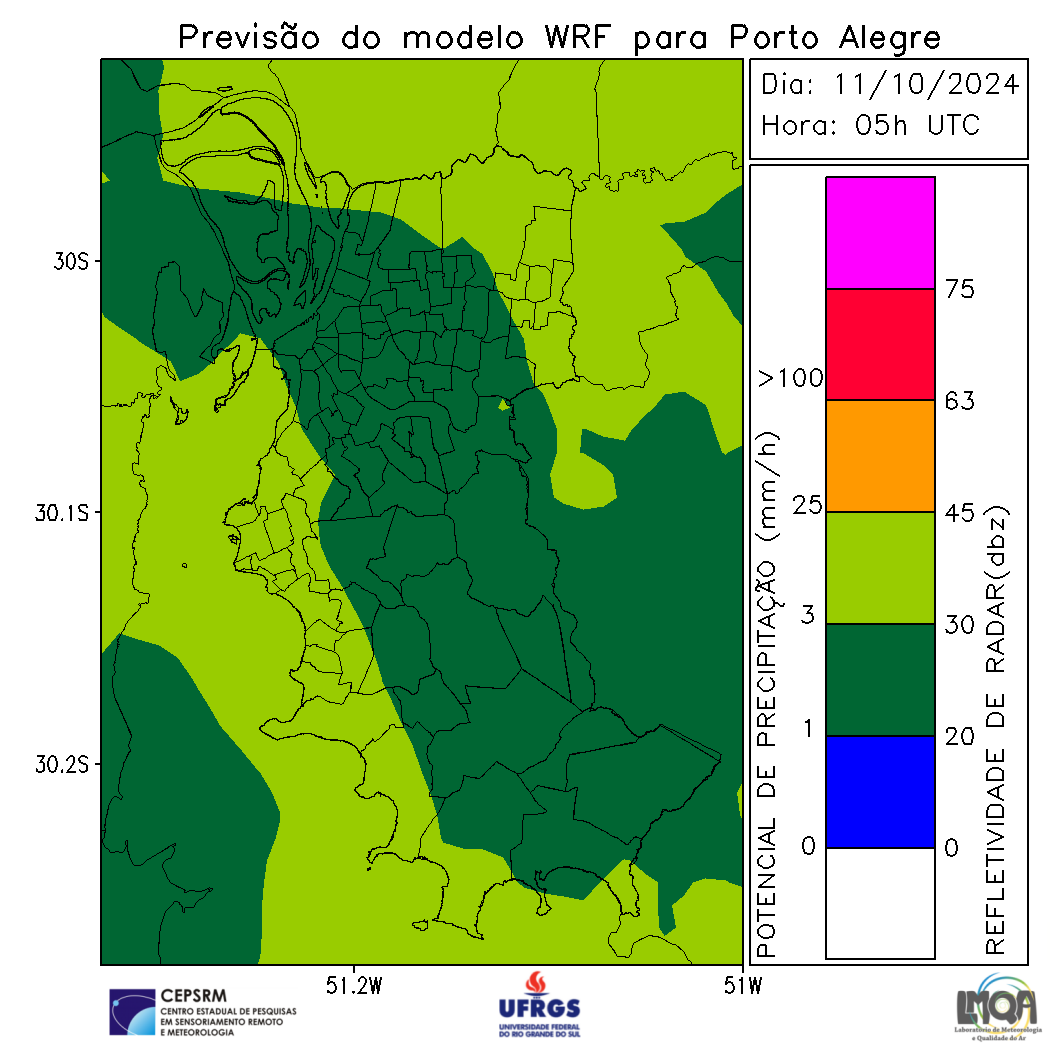 Previsão do modelo WRF para Porto Alegre
Dia: 11/10/2024
Hora: 05h UTC
30S
30.1S
30.2S
51.2W
51W
POTENCIAL DE PRECIPITAÇÃO (mm/h)
>100
25
3
1
0
75
63
45
30
20
0
REFLETIVIDADE DE RADAR(dbz)
CEPSRM
CENTRO ESTADUAL DE PESQUISAS
EM SENSORIAMENTO REMOTO
E METEOROLOGIA
UFRGS
UNIVERSIDADE FEDERAL
DO RIO GRANDE DO SUL
LMQA
Laboratório de Meteorologia
e Qualidade do Ar